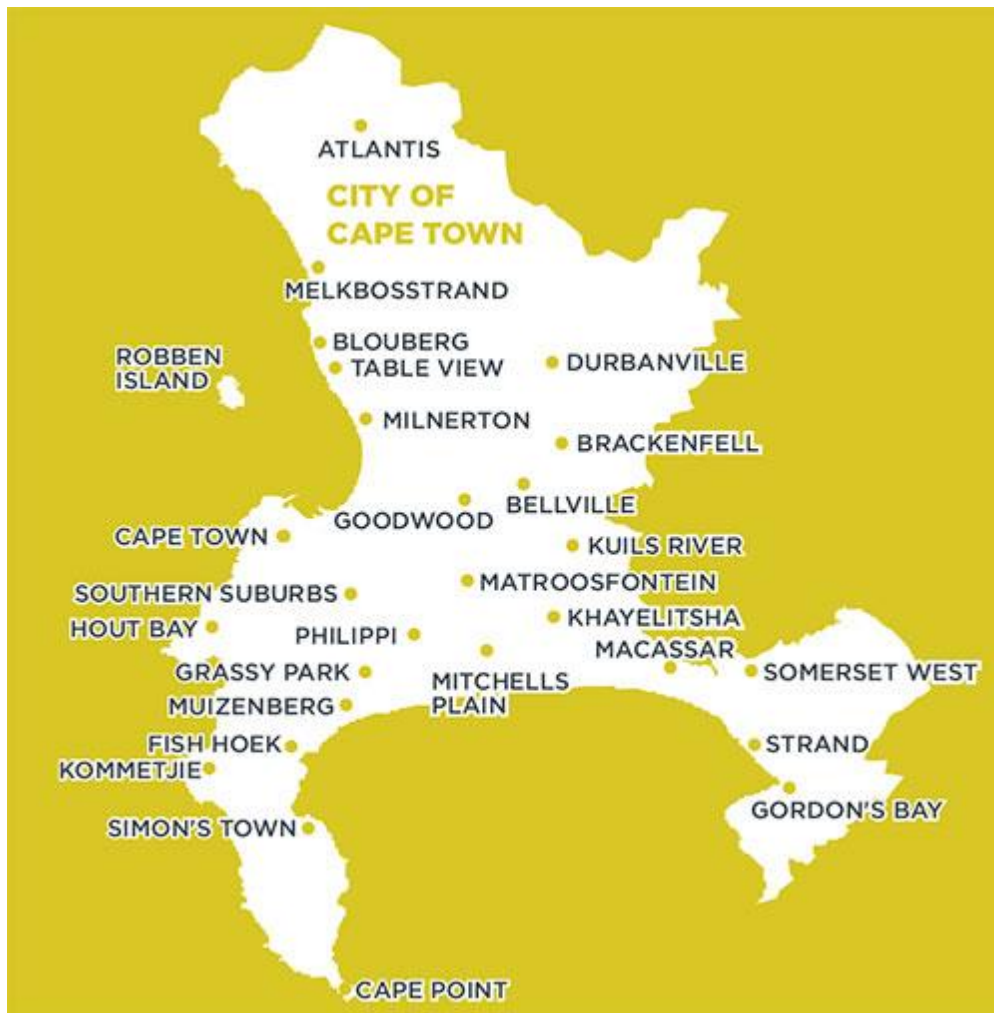 ATLANTIS
CITY OF
CAPE TOWN
MELKBOSSTRAND
BLOUBERG
ROBBEN
ISLAND
TABLE VIEW
DURBANVILLE
MILNERTON
BRACKENFELL
BELLVILLE
GOODWOOD
CAPE TOWN
KUILS RIVER
MATROOSFONTEIN
SOUTHERN SUBURBS
KHAYELITSHA
HOUT BAY
PHILIPPI
MACASSAR
GRASSY PARK
SOMERSET WEST
MITCHELLS
PLAIN
MUIZENBERG
FISH HOEK
STRAND
KOMMETJIE
GORDON'S BAY
SIMON'S TOWN
CAPE POINT